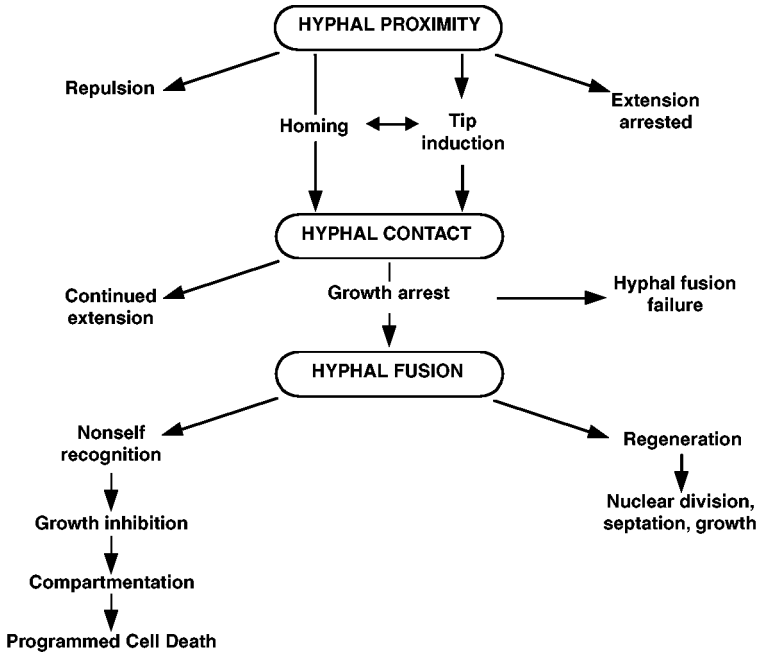 HYPHAL PROXIMITY
Repulsion
Homing
Tip
induction
Extension
arrested
HYPHAL CONTACT
Continued
extension
Growth arrest
Hyphal fusion
failure
HYPHAL FUSION
Nonself
recognition
Regeneration
Growth inhibition
Nuclear division,
septation, growth
Compartmentation
Programmed Cell Death